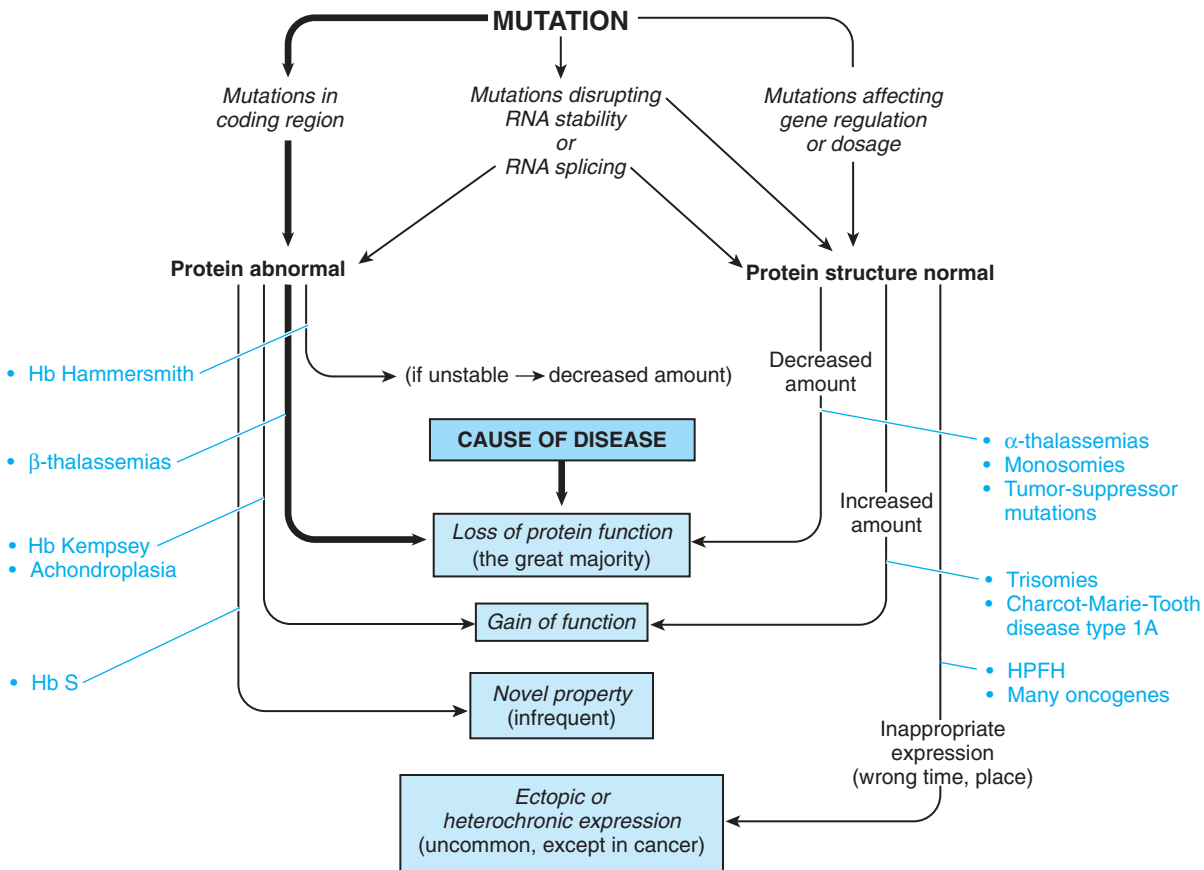 MUTATION
Mutations in
coding region
Mutations disrupting
RNA stability
or
RNA splicing
Mutations affecting
gene regulation
or dosage
Protein abnormal
Protein structure normal
• Hb Hammersmith
(if unstable → decreased amount)
Decreased
amount
• β-thalassemias
CAUSE OF DISEASE
• α-thalassemias
• Monosomies
• Tumor-suppressor
mutations
• Hb Kempsey
• Achondroplasia
Loss of protein function
(the great majority)
Increased
amount
• Trisomies
• Charcot-Marie-Tooth
disease type 1A
Gain of function
• Hb S
Novel property
(infrequent)
• HPFH
• Many oncogenes
Inappropriate
expression
(wrong time, place)
Ectopic or
heterochronic expression
(uncommon, except in cancer)